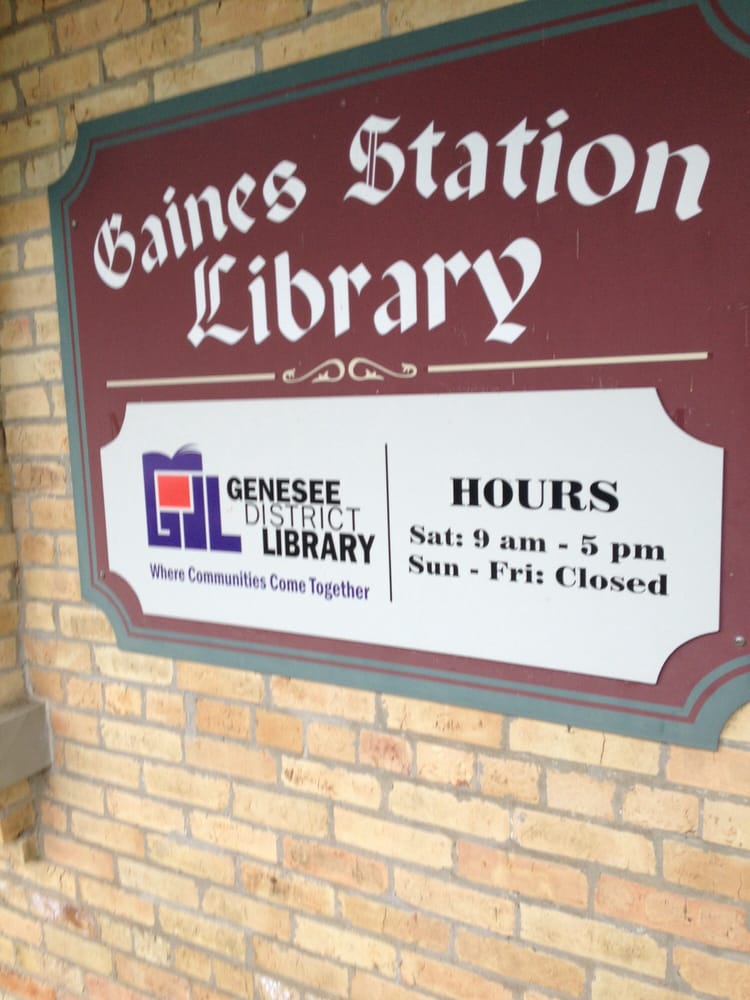 Gaines Station
Library
GDL
GENESEE
DISTRICT
LIBRARY
Where Communities Come Together
HOURS
Sat: 9 am - 5 pm
Sun - Fri: Closed